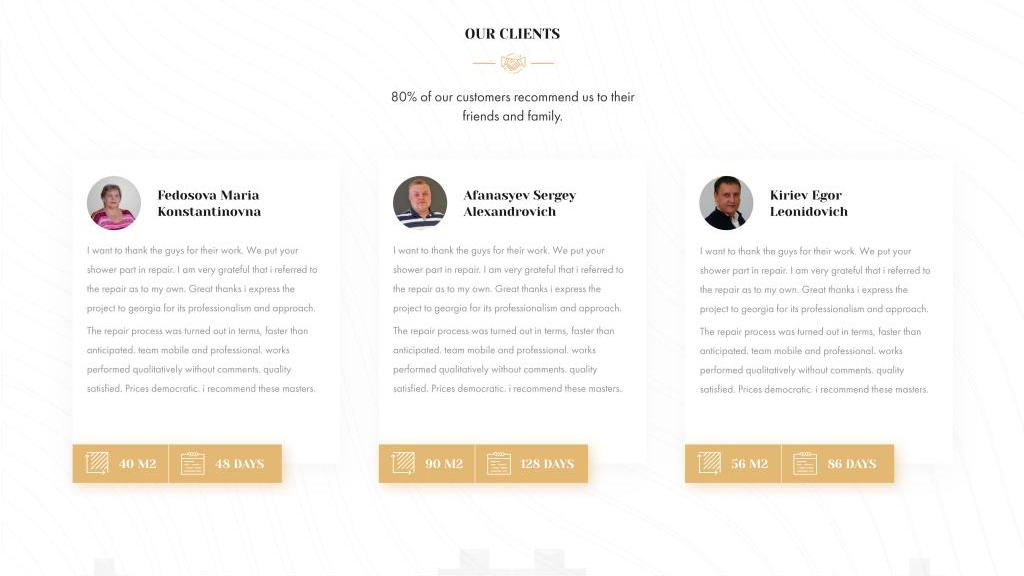 OUR CLIENTS
80% of our customers recommend us to their
friends and family.
Fedosova Maria
Konstantinovna
I want to thank the guys for their work. We put your
shower part in repair. I am very grateful that i referred to
the repair as to my own. Great thanks i express the
project to georgia for its professionalism and approach.
The repair process was turned out in terms, faster than
anticipated. team mobile and professional. works
performed qualitatively without comments. quality
satisfied. Prices democratic. i recommend these masters.
40 M2
48 DAYS
Afanasyev Sergey
Alexandrovich
I want to thank the guys for their work. We put your
shower part in repair. I am very grateful that i referred to
the repair as to my own. Great thanks i express the
project to georgia for its professionalism and approach.
The repair process was turned out in terms, faster than
anticipated. team mobile and professional. works
performed qualitatively without comments. quality
satisfied. Prices democratic. i recommend these masters.
90 M2
128 DAYS
Kiriev Egor
Leonidovich
I want to thank the guys for their work. We put your
shower part in repair. I am very grateful that i referred to
the repair as to my own. Great thanks i express the
project to georgia for its professionalism and approach.
The repair process was turned out in terms, faster than
anticipated. team mobile and professional. works
performed qualitatively without comments. quality
satisfied. Prices democratic. i recommend these masters.
56 M2
86 DAYS